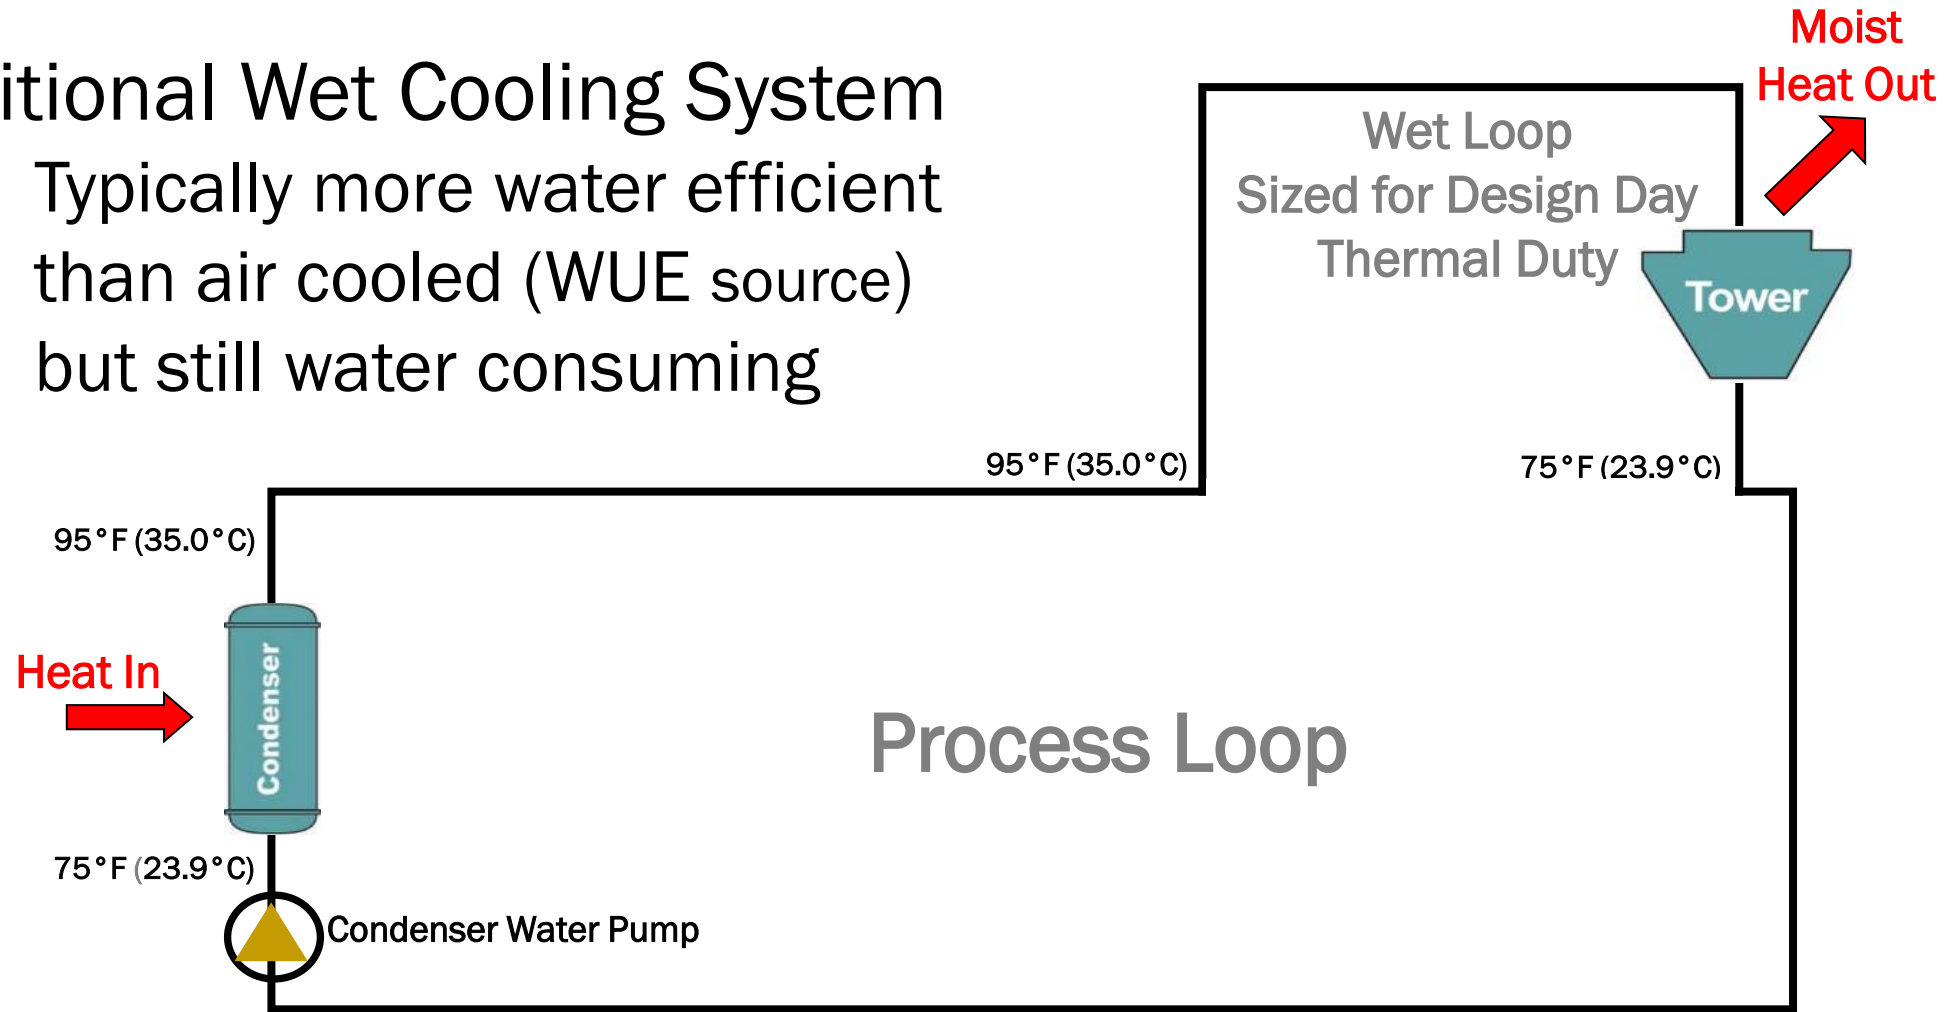 itional Wet Cooling System
Typically more water efficient
than air cooled (WUE source)
but still water consuming
Moist
Heat Out
Wet Loop
Sized for Design Day
Thermal Duty
Tower
95°F (35.0°C)
75°F (23.9°C)
95°F (35.0°C)
Heat In
Condenser
Process Loop
75°F (23.9°C)
Condenser Water Pump